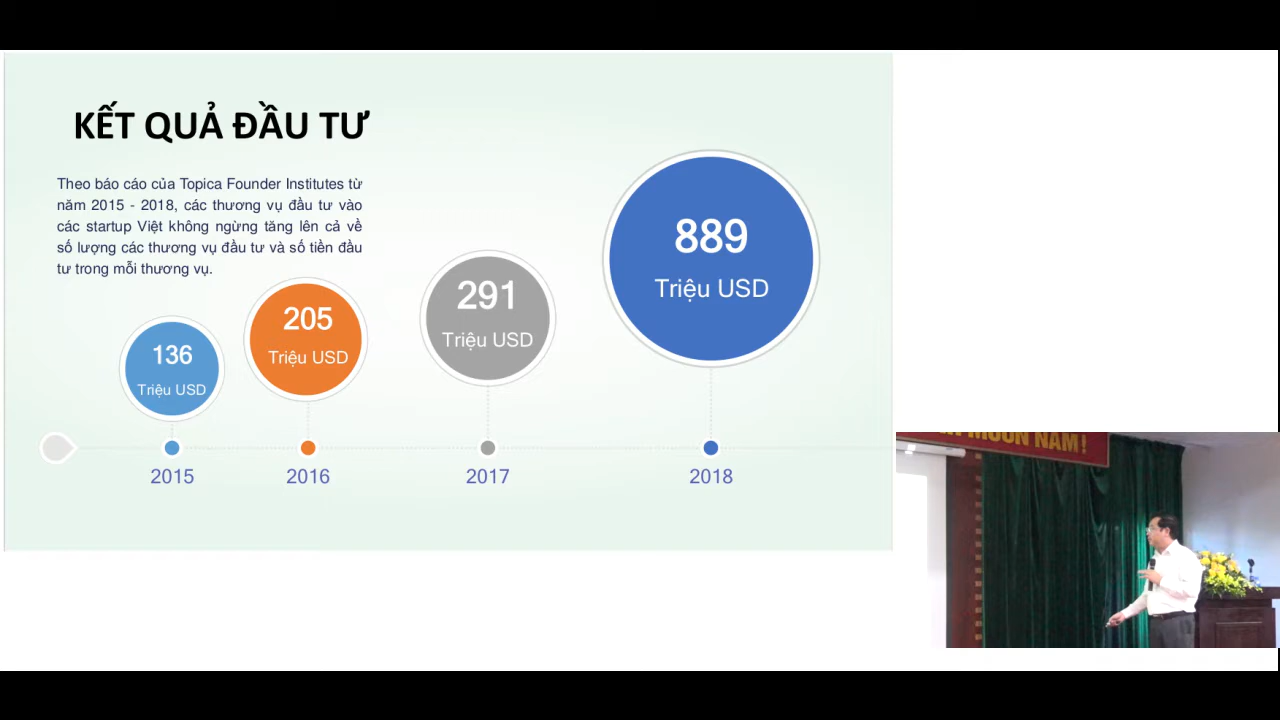 KẾT QUẢ ĐẦU TƯ
Theo báo cáo của Topica Founder Institutes từ
năm 2015 - 2018, các thương vụ đầu tư vào
các startup Việt không ngừng tăng lên cả về
số lượng các thương vụ đầu tư và số tiền đầu
tư trong mỗi thương vụ.
136
Triệu USD
205
Triệu USD
291
Triệu USD
889
Triệu USD
2015
2016
2017
2018
MUÔN NĂM!